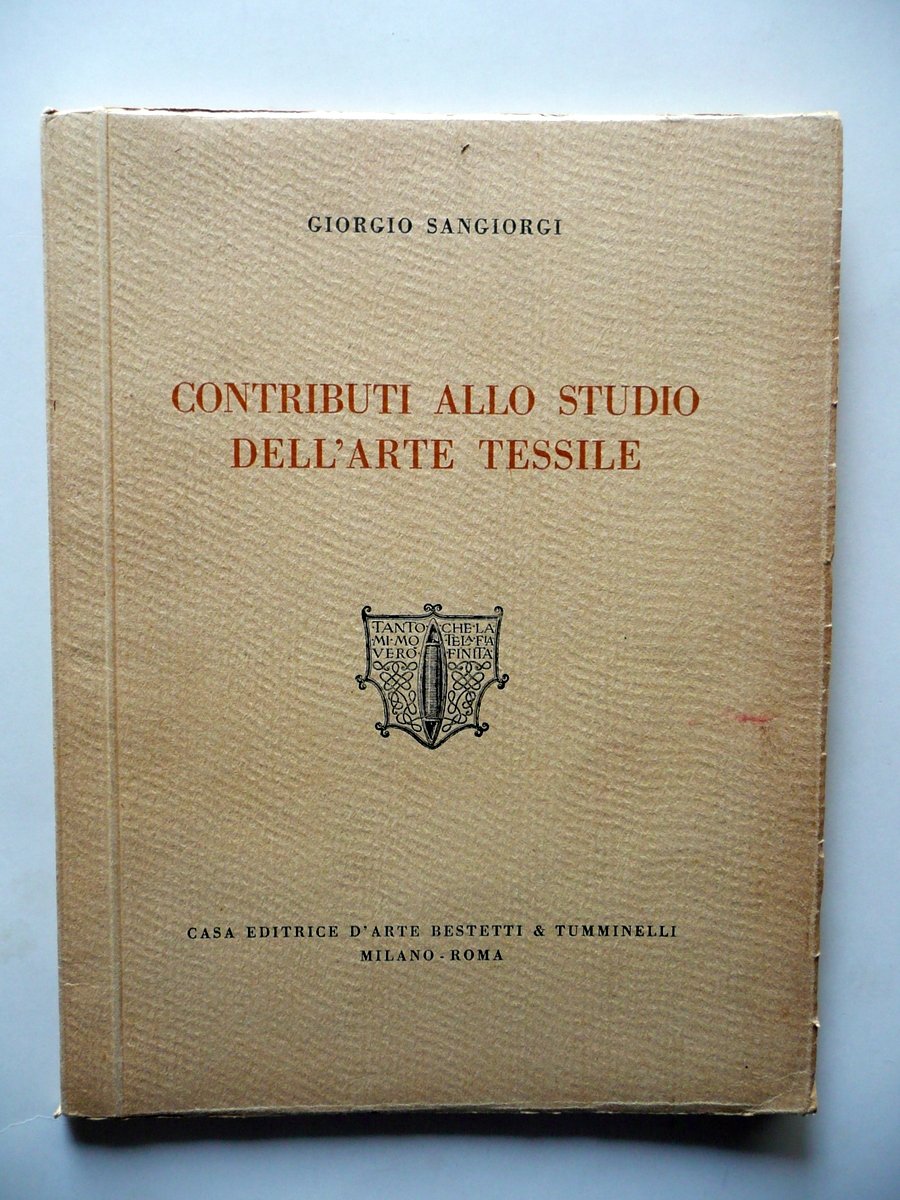 GIORGIO SANGIORGI
CONTRIBUTI ALLO STUDIO
DELL'ARTE TESSILE
TANTO· CHE·LA
MI·MO TELA·FIA
VERO· FINITA
CASA EDITRICE D'ARTE BESTETTI & TUMMINELLI
MILANO - ROMA